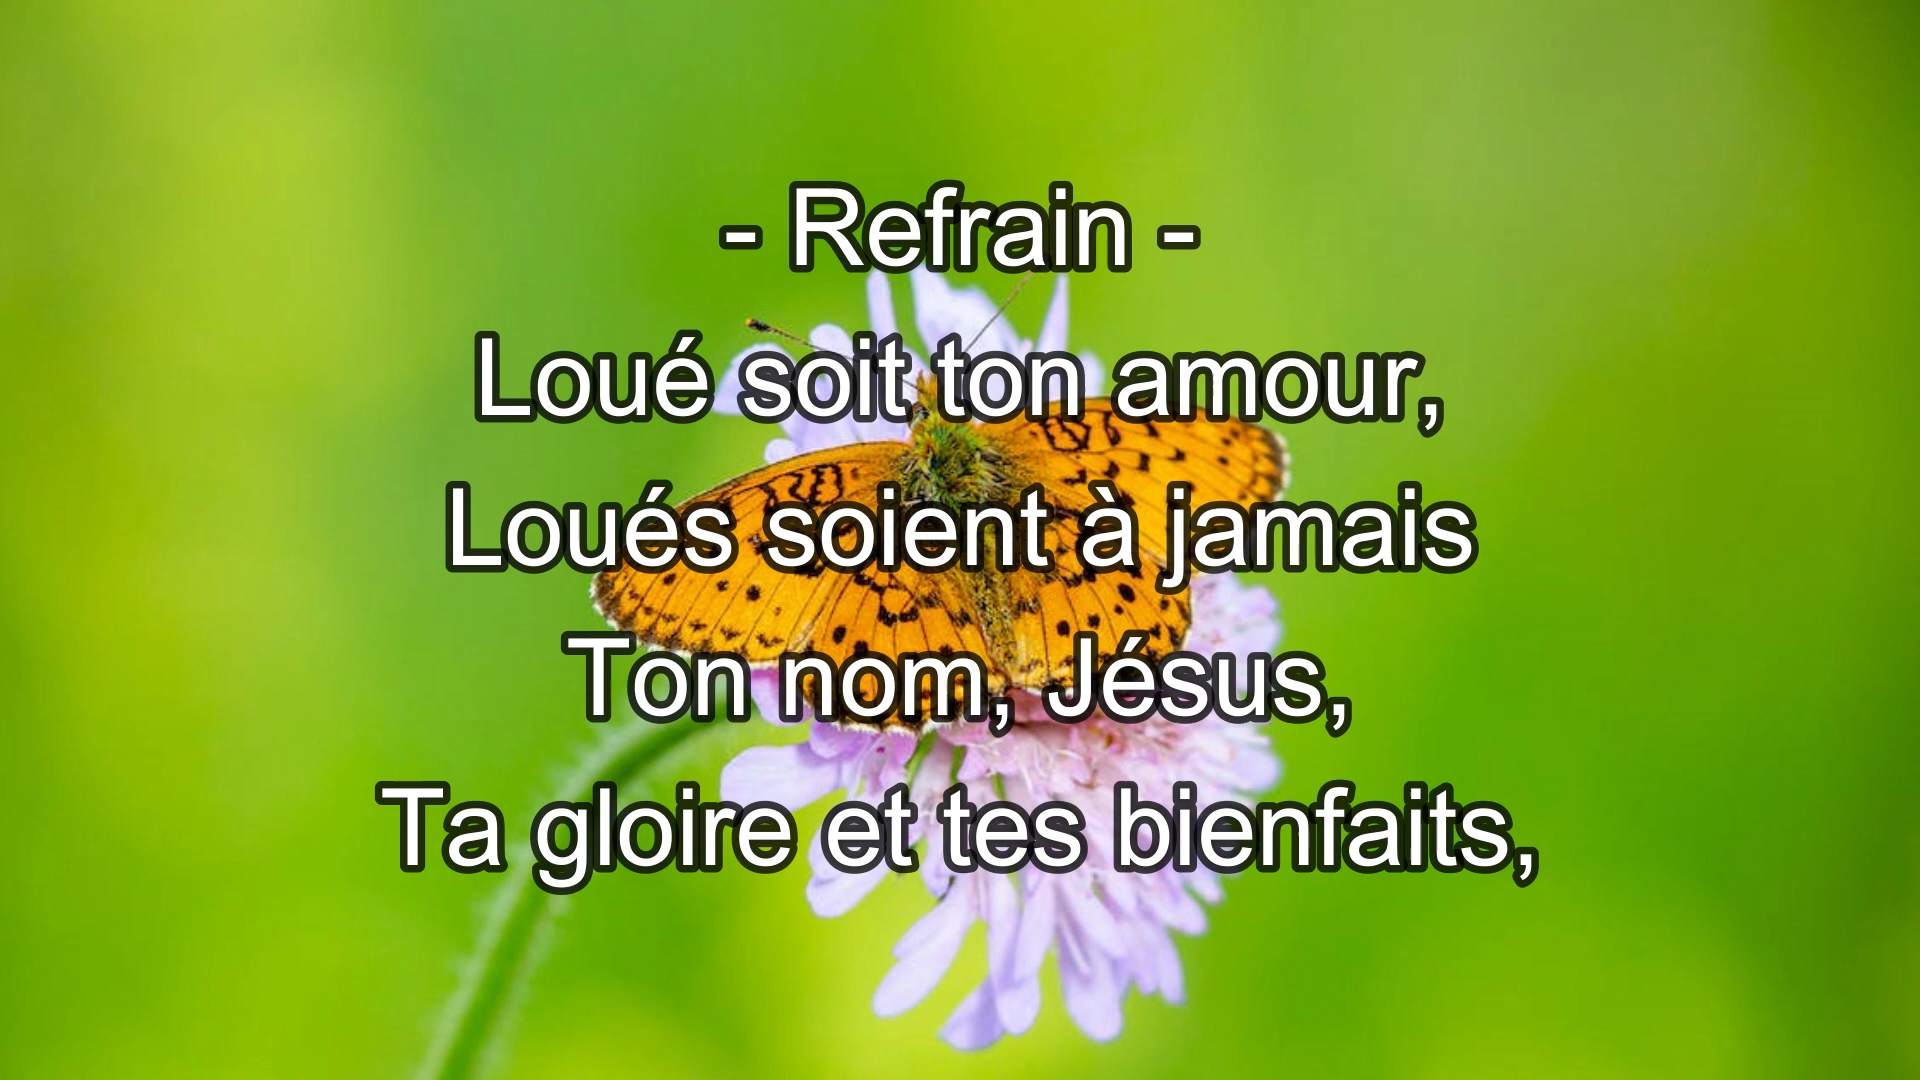 - Refrain -
Loué soit ton amour,
Loués soient à jamais
Ton nom, Jésus,
Ta gloire et tes bienfaits,